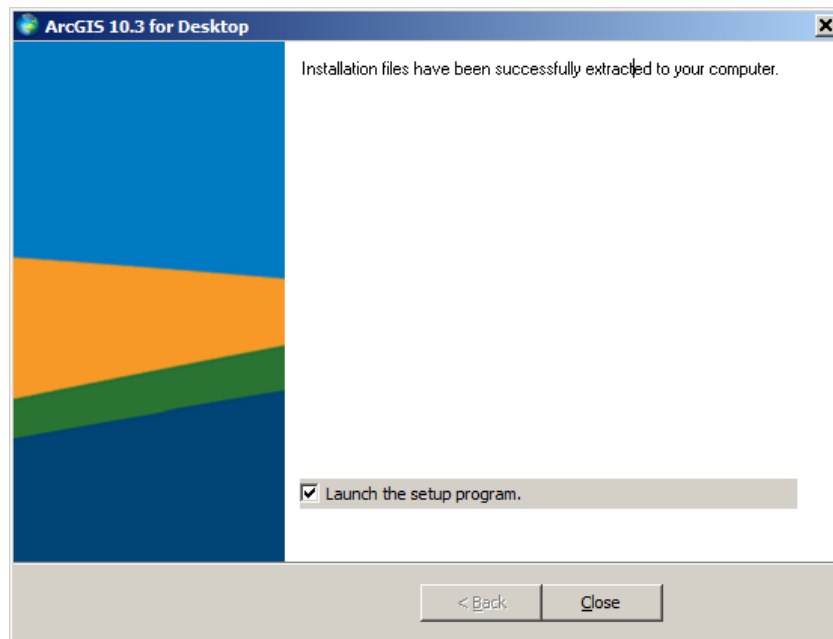 ArcGIS 10.3 for Desktop
Installation files have been successfully extracted to your computer.
Launch the setup program.
< Back
Close